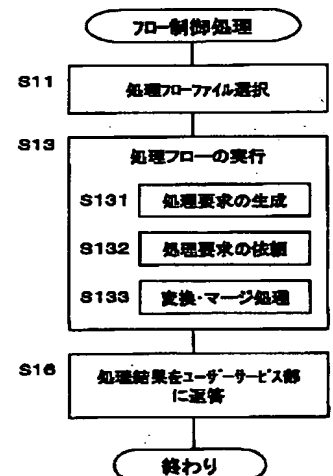 フロー制御処理
S11
処理フローファイル選択
S13
処理フローの実行
S131
処理要求の生成
S132
処理要求の依頼
S133
変換・マージ処理
S16
処理結果をユーザーサービス部
に返答
終わり